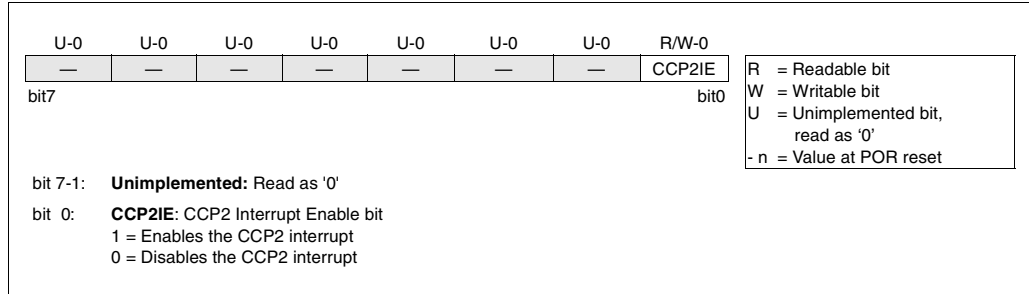 U-0 U-0 U-0 U-0 U-0 U-0 U-0 R/W-0
— — — — — — — CCP2IE
bit7 bit0
R = Readable bit
W = Writable bit
U = Unimplemented bit,
read as ‘0’
- n = Value at POR reset
bit 7-1: Unimplemented: Read as '0'
bit 0: CCP2IE: CCP2 Interrupt Enable bit
1 = Enables the CCP2 interrupt
0 = Disables the CCP2 interrupt